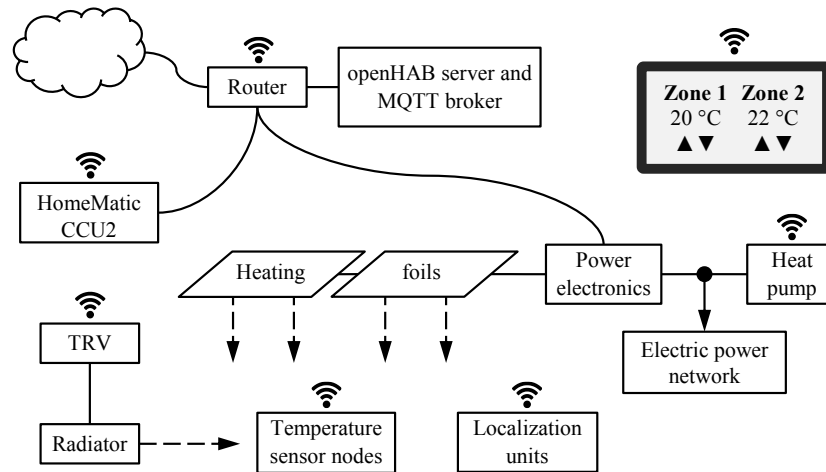 Router
openHAB server and
MQTT broker
Zone 1 Zone 2
20 °C 22 °C
▲▼ ▲▼
HomeMatic
CCU2
Heating foils
Power
electronics
Heat
pump
TRV
Electric power
network
Radiator
Temperature
sensor nodes
Localization
units